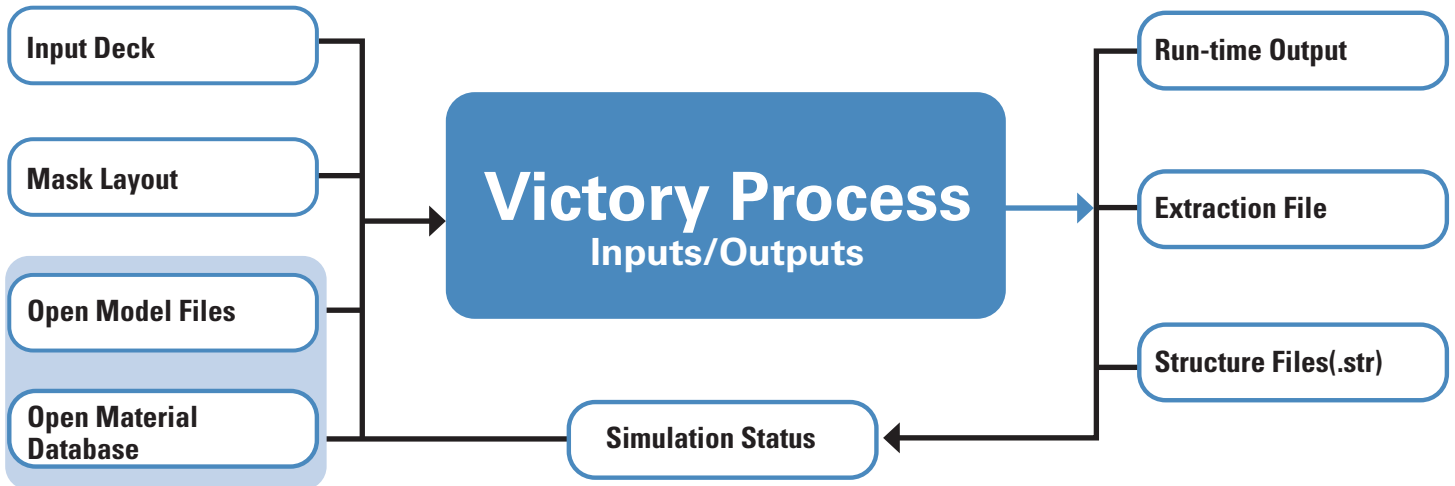 Input Deck
Mask Layout
Open Model Files
Open Material
Database
Victory Process
Inputs/Outputs
Simulation Status
Run-time Output
Extraction File
Structure Files(.str)